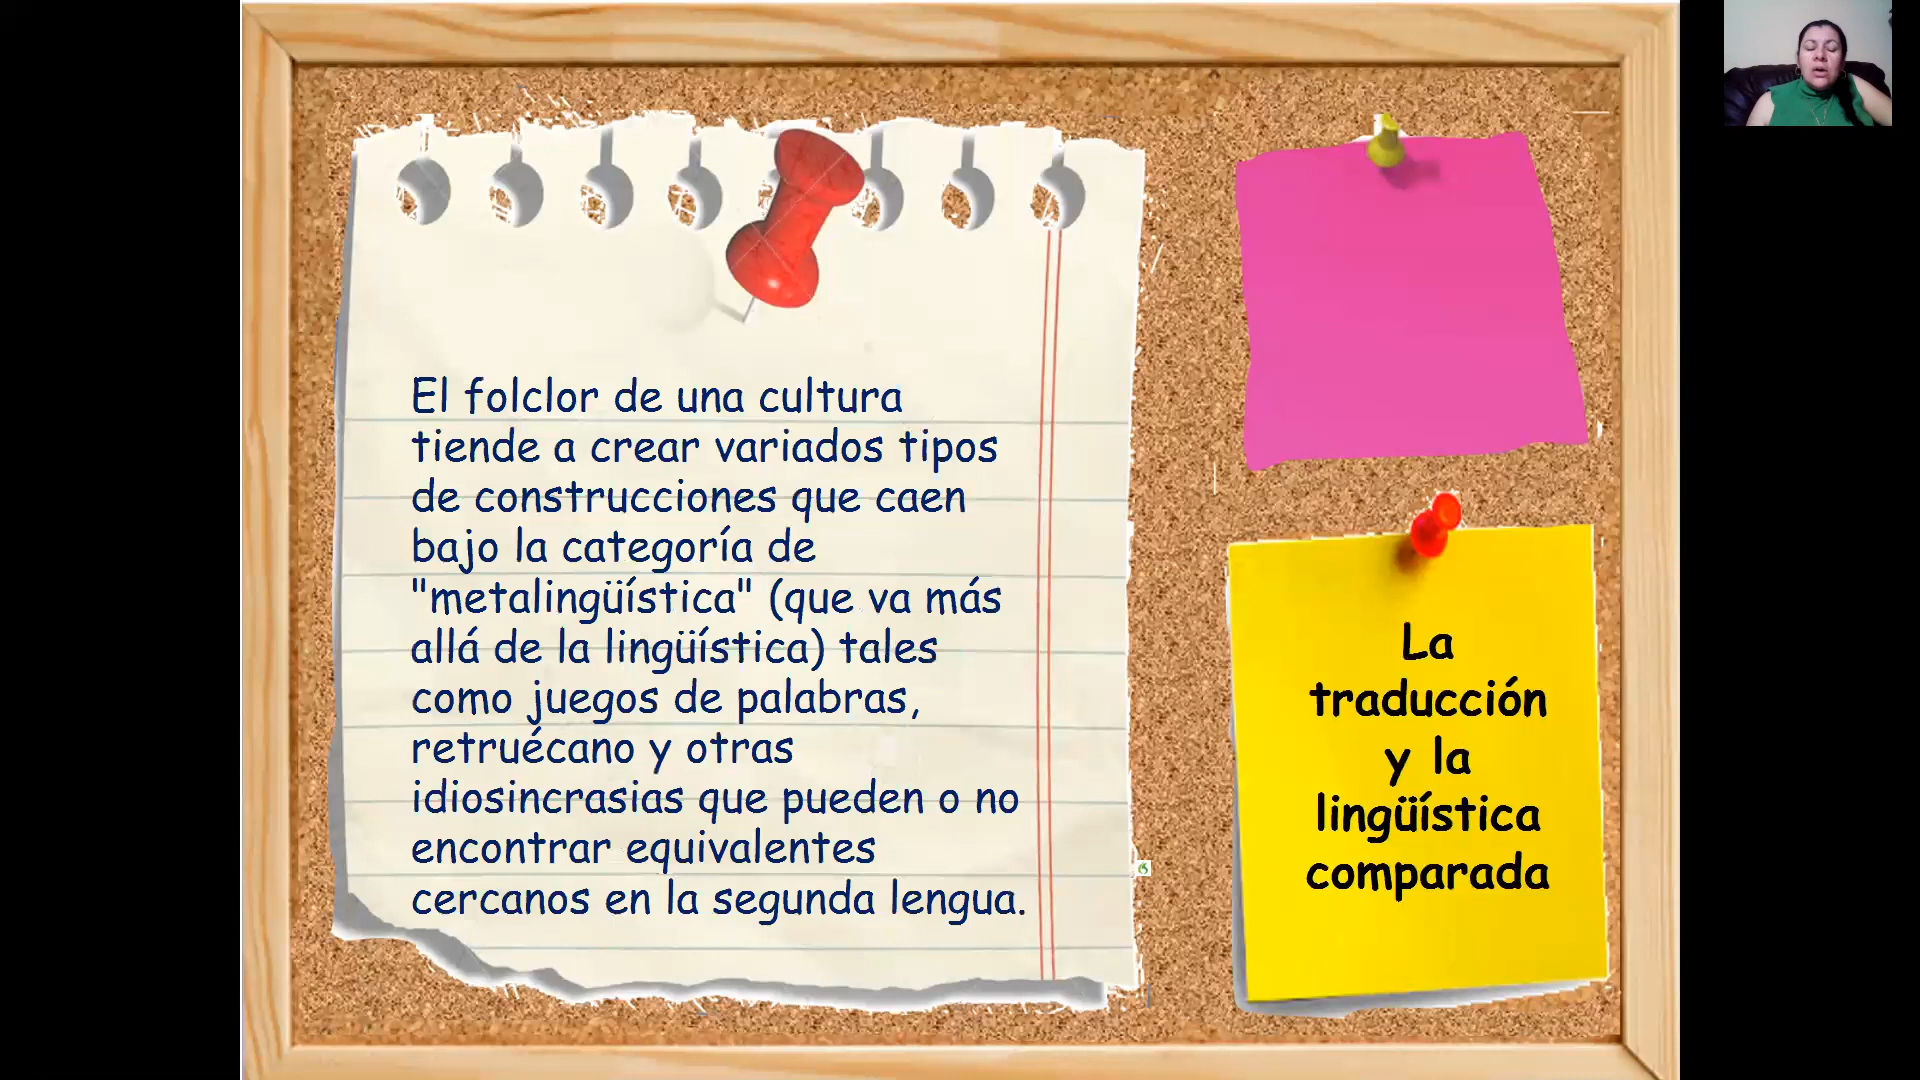 El folclor de una cultura
tiende a crear variados tipos
de construcciones que caen
bajo la categoría de
"metalingüística" (que va más
allá de la lingüística) tales
como juegos de palabras,
retruécano y otras
idiosincrasias que pueden o no
encontrar equivalentes
cercanos en la segunda lengua.
La
traducción
y la
lingüística
comparada